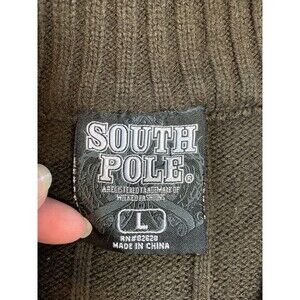 SOUTH
POLE®
A REGISTERED TRADEMARK OF
WICKED FASHIONS
L
RN#82628
MADE IN CHINA